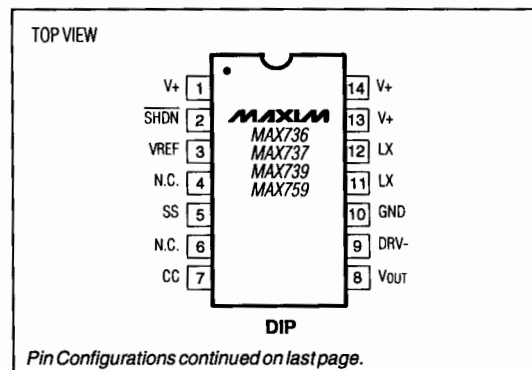 TOP VIEW
V+ 1 14 V+
SHDN 2 MAXIM 13 V+
MAX736
VREF 3 MAX737 12 LX
MAX739
N.C. 4 MAX759 11 LX
SS 5 10 GND
N.C. 6 9 DRV-
CC 7 8 VOUT
DIP
Pin Configurations continued on last page.